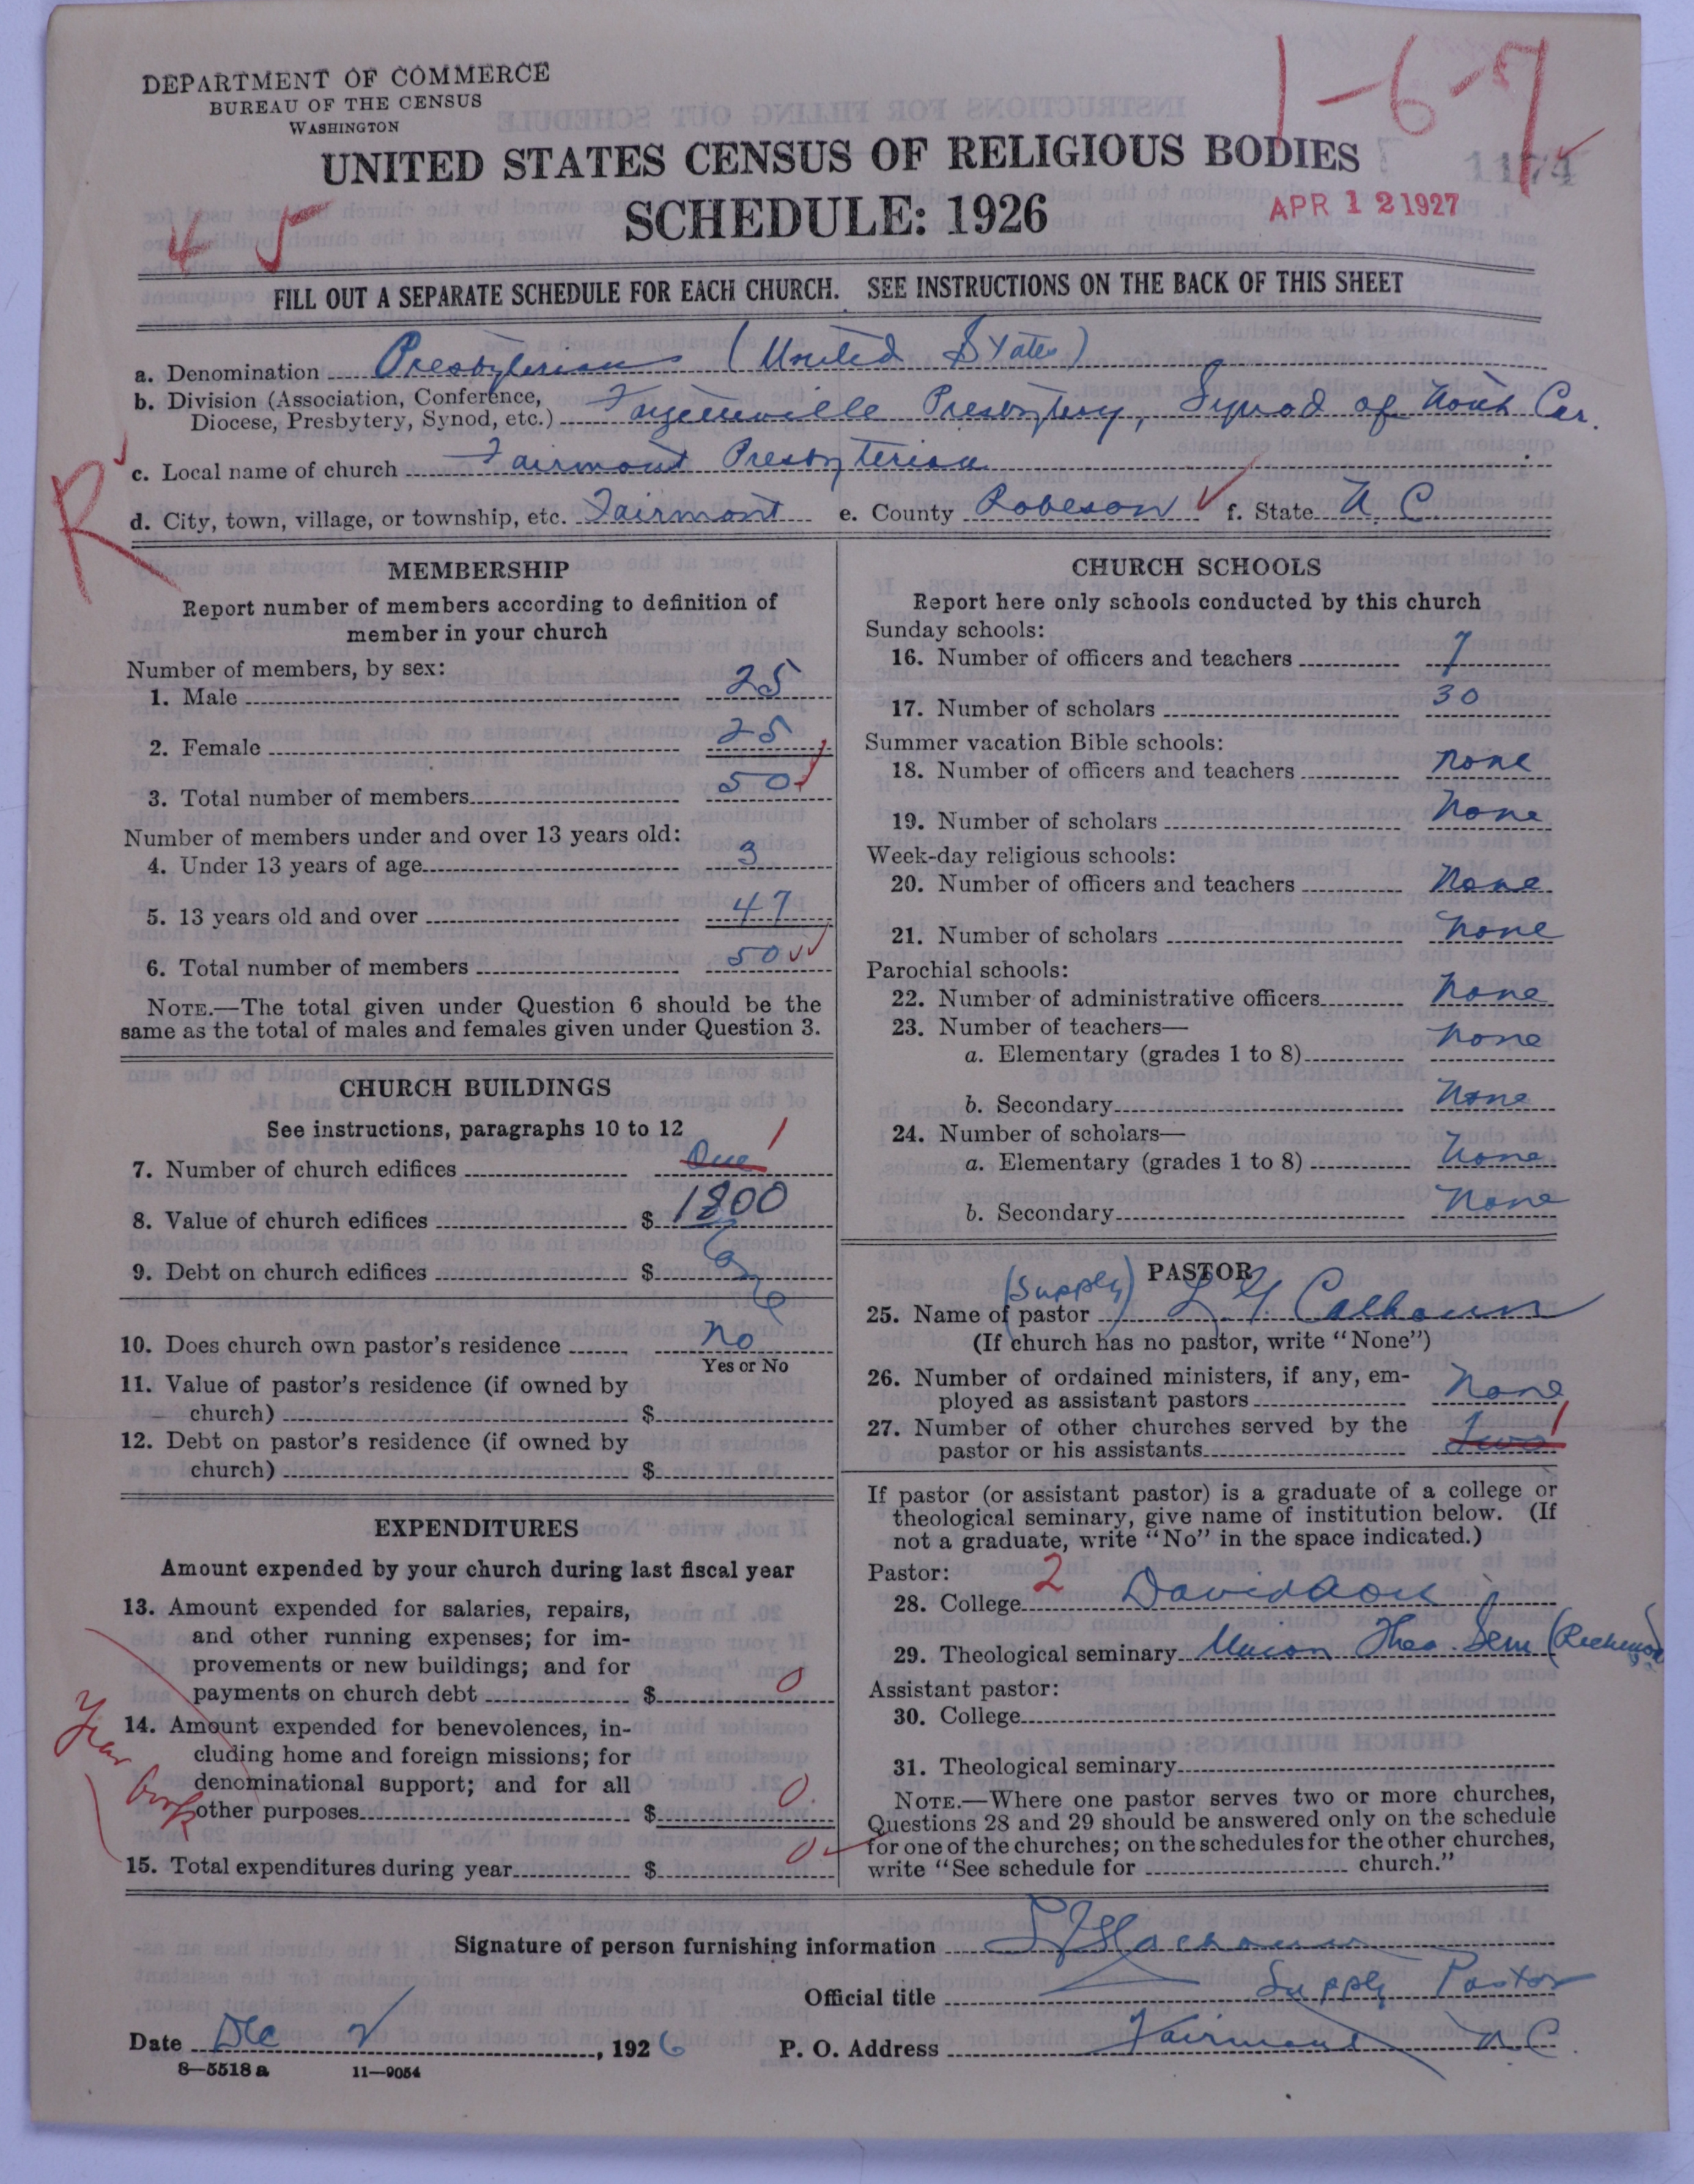 DEPARTMENT OF COMMERCE
BUREAU OF THE CENSUS
WASHINGTON
1-6-7
UNITED STATES CENSUS OF RELIGIOUS BODIES
1174
SCHEDULE: 1926
APR 12 1927
FILL OUT A SEPARATE SCHEDULE FOR EACH CHURCH. SEE INSTRUCTIONS ON THE BACK OF THIS SHEET
a. Denomination Presbyterian (United States)
b. Division (Association, Conference,
Diocese, Presbytery, Synod, etc.) Presbytery, Synod of North Car.
R
c. Local name of church Fairmont Presbyterian
d. City, town, village, or township, etc. Fairmont e. County Robeson f. State N. C.
MEMBERSHIP
Report number of members according to definition of
member in your church
Number of members, by sex:
1. Male 25
2. Female 25
3. Total number of members 50
Number of members under and over 13 years old:
4. Under 13 years of age 3
5. 13 years old and over 47
6. Total number of members 50
NOTE.—The total given under Question 6 should be the
same as the total of males and females given under Question 3.
CHURCH BUILDINGS
See instructions, paragraphs 10 to 12
7. Number of church edifices One 1
8. Value of church edifices $ 1800
9. Debt on church edifices $
10. Does church own pastor's residence No
Yes or No
11. Value of pastor's residence (if owned by
church) $
12. Debt on pastor's residence (if owned by
church) $
EXPENDITURES
Amount expended by your church during last fiscal year
13. Amount expended for salaries, repairs,
and other running expenses; for im-
provements or new buildings; and for
payments on church debt $ 0
Year book
14. Amount expended for benevolences, in-
cluding home and foreign missions; for
denominational support; and for all
other purposes $ 0.
15. Total expenditures during year $ 0
CHURCH SCHOOLS
Report here only schools conducted by this church
Sunday schools:
16. Number of officers and teachers 7
17. Number of scholars 30
Summer vacation Bible schools:
18. Number of officers and teachers None
19. Number of scholars None
Week-day religious schools:
20. Number of officers and teachers None
21. Number of scholars None
Parochial schools:
22. Number of administrative officers None
23. Number of teachers—
a. Elementary (grades 1 to 8) None
b. Secondary None
24. Number of scholars—
a. Elementary (grades 1 to 8) None
b. Secondary None
PASTOR
25. Name of pastor (Supply) Calhoun
(If church has no pastor, write "None")
26. Number of ordained ministers, if any, em-
ployed as assistant pastors None
27. Number of other churches served by the
pastor or his assistants Two 1
If pastor (or assistant pastor) is a graduate of a college or
theological seminary, give name of institution below. (If
not a graduate, write "No" in the space indicated.)
Pastor: 2
28. College Davidson
29. Theological seminary Union Theo. Sem (Richmond)
Assistant pastor:
30. College
31. Theological seminary
NOTE.—Where one pastor serves two or more churches,
Questions 28 and 29 should be answered only on the schedule
for one of the churches; on the schedules for the other churches,
write "See schedule for church."
Signature of person furnishing information
Official title Supply Pastor
Date Dec 2, 1926 P. O. Address Fairmont N C.
8—5518 a 11—9054